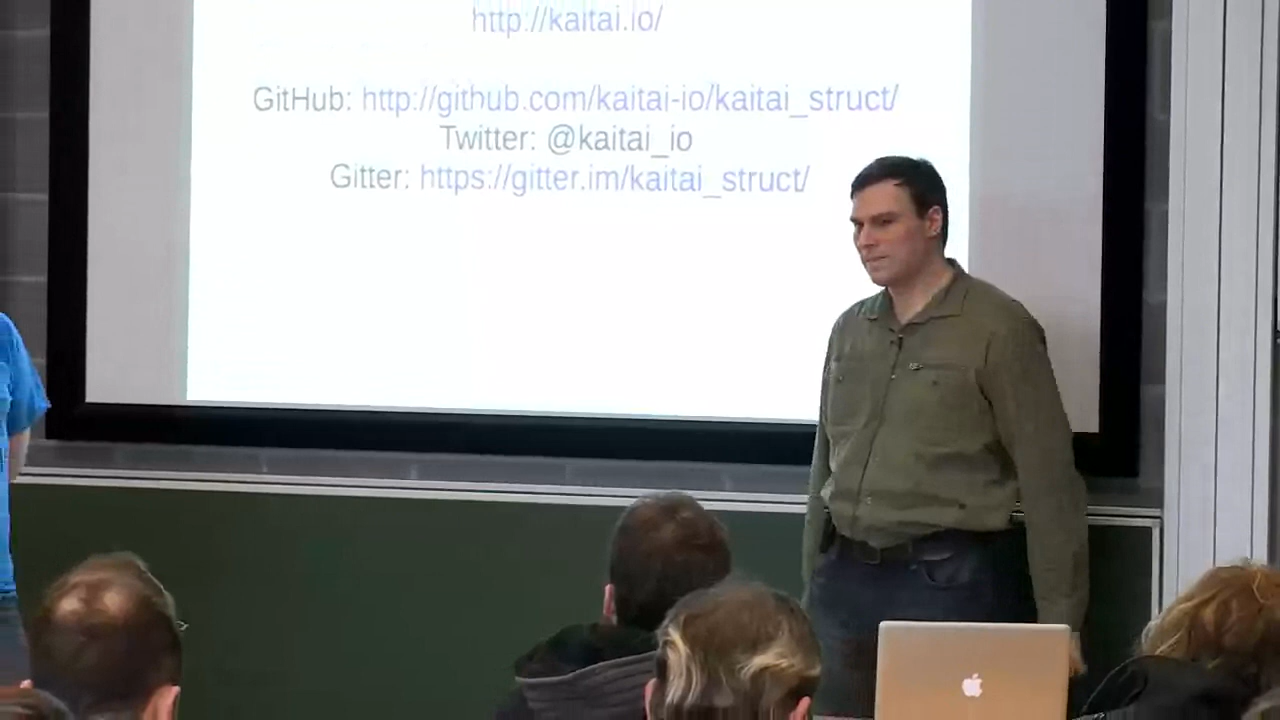 http://kaitai.io/
GitHub: http://github.com/kaitai-io/kaitai_struct/
Twitter: @kaitai_io
Gitter: https://gitter.im/kaitai_struct/